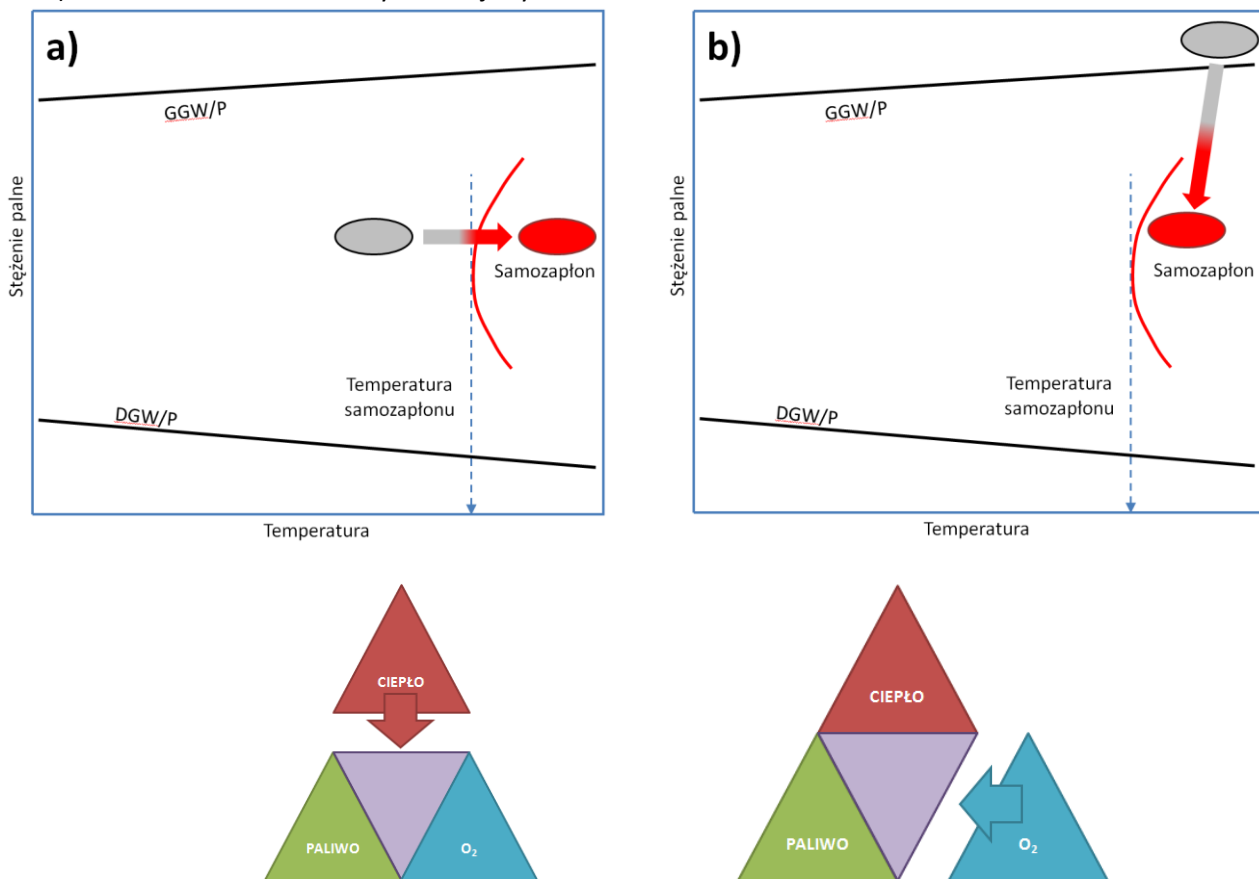 a)
GGW/P
Stężenie palne
Samozapłon
Temperatura
samozapłonu
DGW/P
Temperatura
b)
GGW/P
Stężenie palne
Samozapłon
Temperatura
samozapłonu
DGW/P
Temperatura
CIEPŁO
PALIWO
O₂
CIEPŁO
PALIWO
O₂